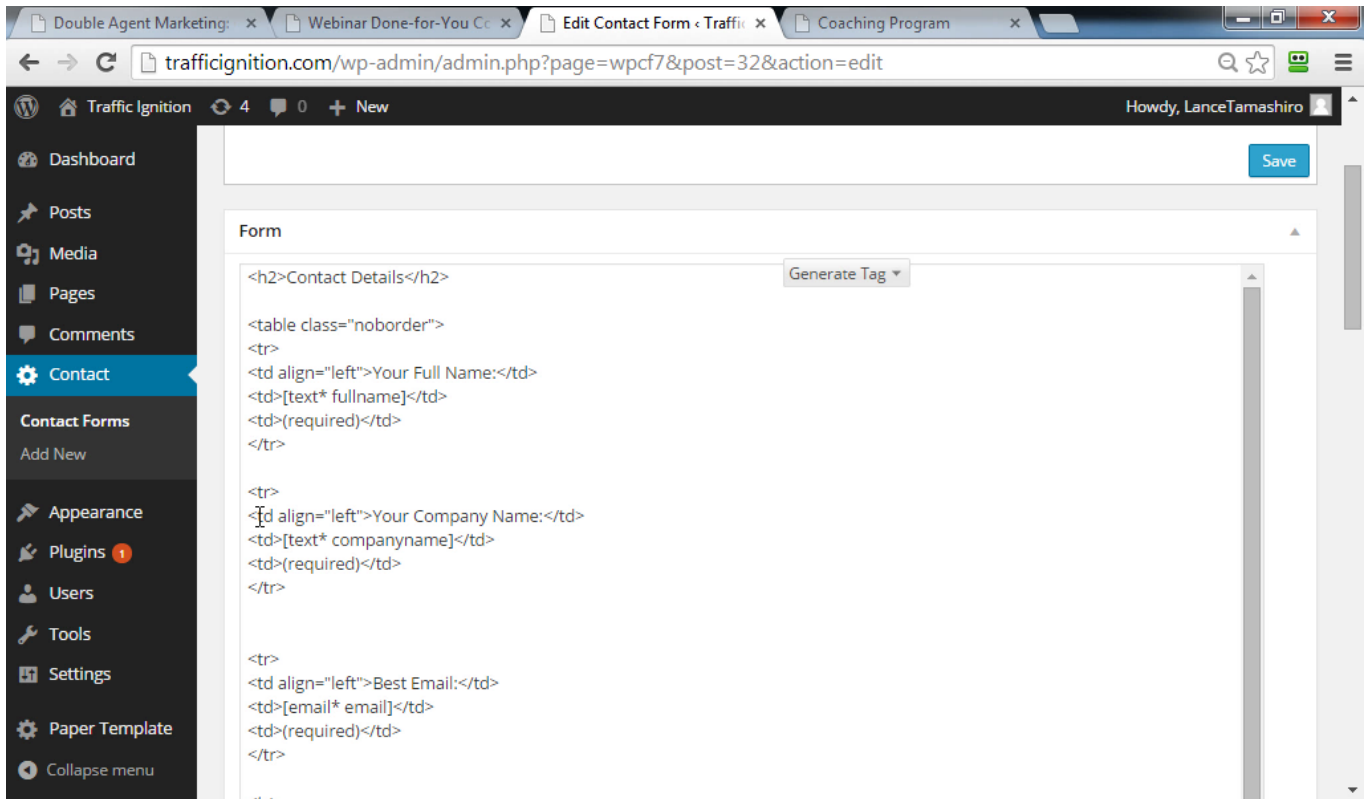 Double Agent Marketing:
Webinar Done-for-You Co
Edit Contact Form ‹ Traffic
Coaching Program
trafficignition.com/wp-admin/admin.php?page=wpcf7&post=32&action=edit
Traffic Ignition 4 0 + New
Howdy, LanceTamashiro
Dashboard
Posts
Media
Pages
Comments
Contact
Contact Forms
Add New
Appearance
Plugins 1
Users
Tools
Settings
Paper Template
Collapse menu
Save
Form
Generate Tag
<h2>Contact Details</h2>
<table class="noborder">
<tr>
<td align="left">Your Full Name:</td>
<td>[text* fullname]</td>
<td>(required)</td>
</tr>
<tr>
<td align="left">Your Company Name:</td>
<td>[text* companyname]</td>
<td>(required)</td>
</tr>
<tr>
<td align="left">Best Email:</td>
<td>[email* email]</td>
<td>(required)</td>
</tr>